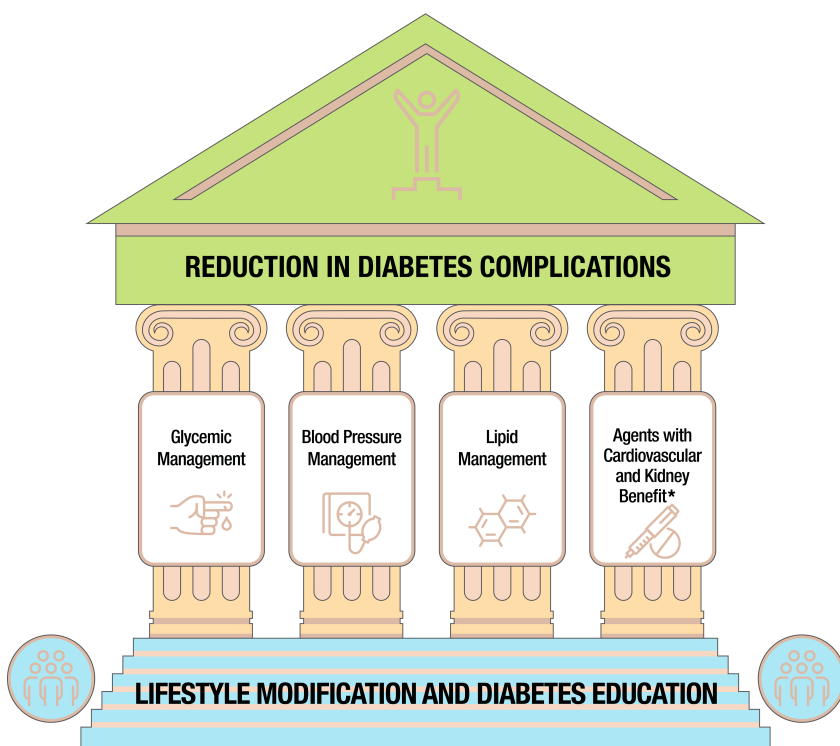 REDUCTION IN DIABETES COMPLICATIONS
Glycemic
Management
Blood Pressure
Management
Lipid
Management
Agents with
Cardiovascular
and Kidney
Benefit*
LIFESTYLE MODIFICATION AND DIABETES EDUCATION